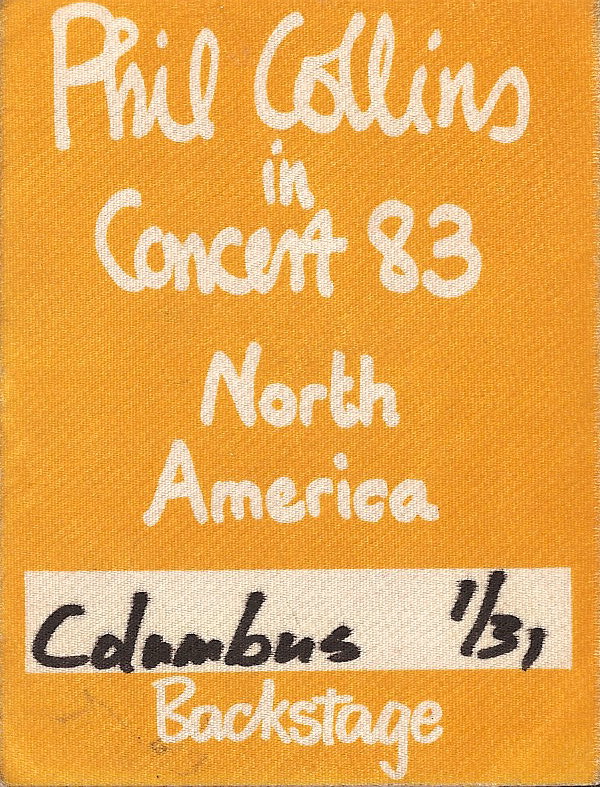 Phil Collins
in
Concert 83
North
America
Columbus 1/31
Backstage